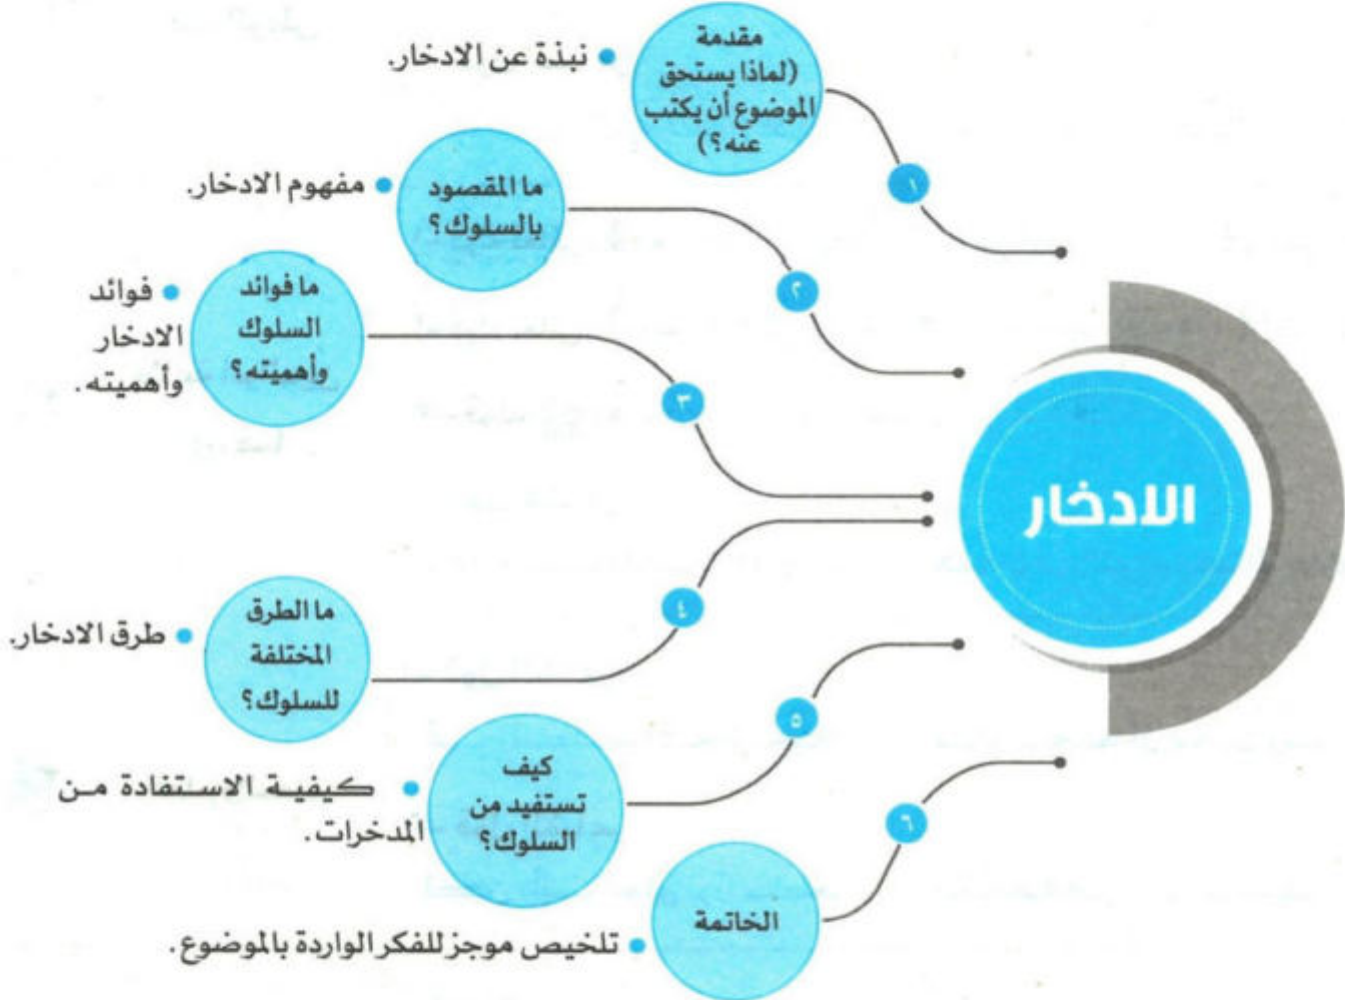 الادخار
١
مقدمة
(لماذا يستحق
الموضوع أن يكتب
عنه؟)
• نبذة عن الادخار.
٢
ما المقصود
بالسلوك؟
• مفهوم الادخار.
٣
ما فوائد
السلوك
وأهميته؟
• فوائد
الادخار
وأهميته.
٤
ما الطرق
المختلفة
للسلوك؟
• طرق الادخار.
٥
كيف
تستفيد من
السلوك؟
• كيفية الاستفادة من
المدخرات.
٦
الخاتمة
• تلخيص موجز للفكر الواردة بالموضوع.